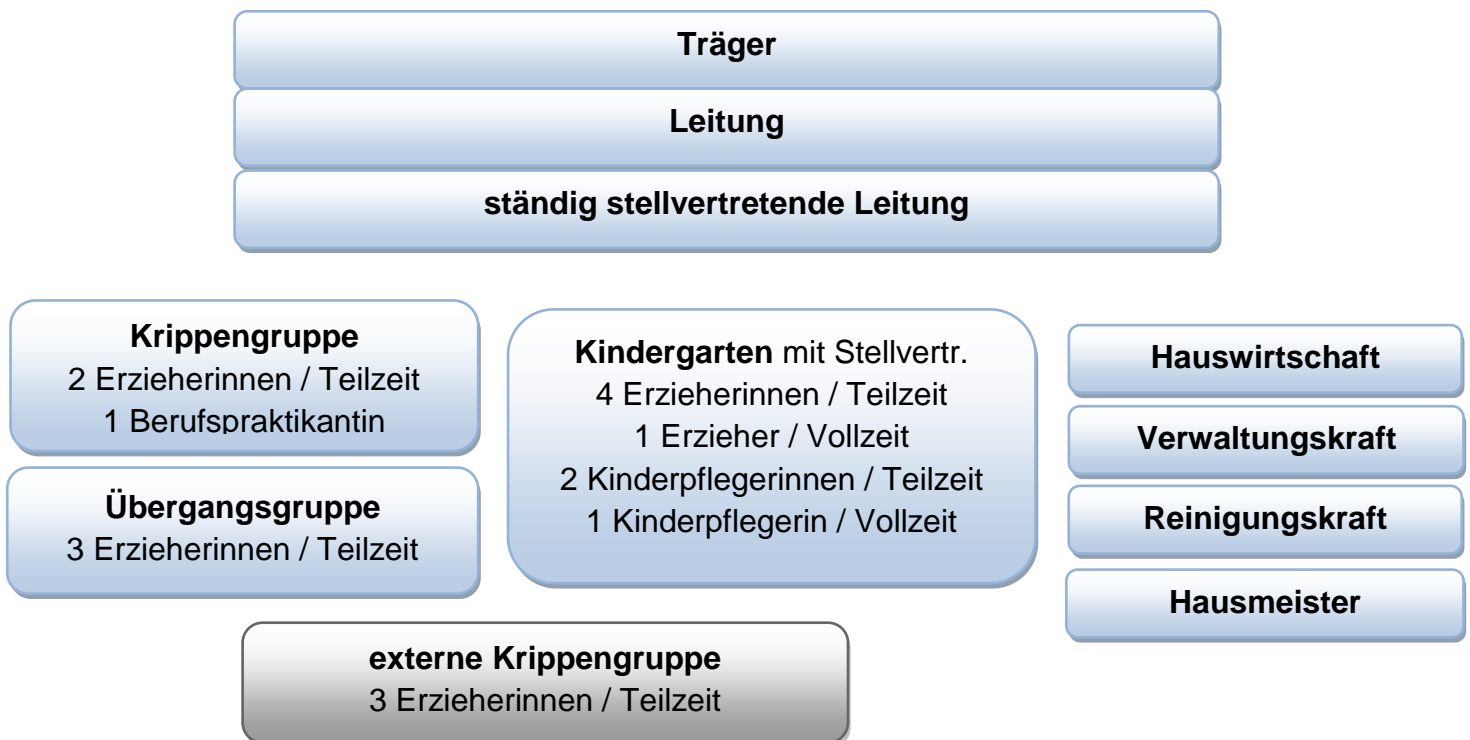 Träger
Leitung
ständig stellvertretende Leitung
Krippengruppe
2 Erzieherinnen / Teilzeit
1 Berufspraktikantin
Übergangsgruppe
3 Erzieherinnen / Teilzeit
Kindergarten mit Stellvertr.
4 Erzieherinnen / Teilzeit
1 Erzieher / Vollzeit
2 Kinderpflegerinnen / Teilzeit
1 Kinderpflegerin / Vollzeit
Hauswirtschaft
Verwaltungskraft
Reinigungskraft
Hausmeister
externe Krippengruppe
3 Erzieherinnen / Teilzeit